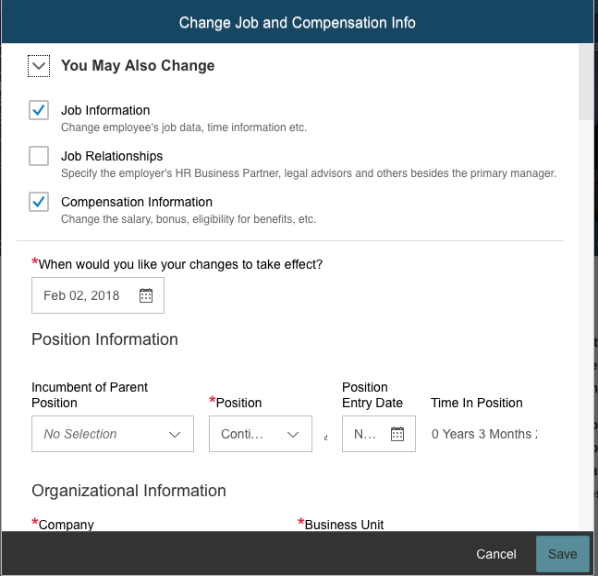 Change Job and Compensation Info
You May Also Change
Job Information
Change employee's job data, time information etc.
Job Relationships
Specify the employer's HR Business Partner, legal advisors and others besides the primary manager.
Compensation Information
Change the salary, bonus, eligibility for benefits, etc.
*When would you like your changes to take effect?
Feb 02, 2018
Position Information
Incumbent of Parent Position
*Position
Position Entry Date
Time In Position
No Selection
Conti...
N...
0 Years 3 Months
Organizational Information
*Company
*Business Unit
Cancel
Save